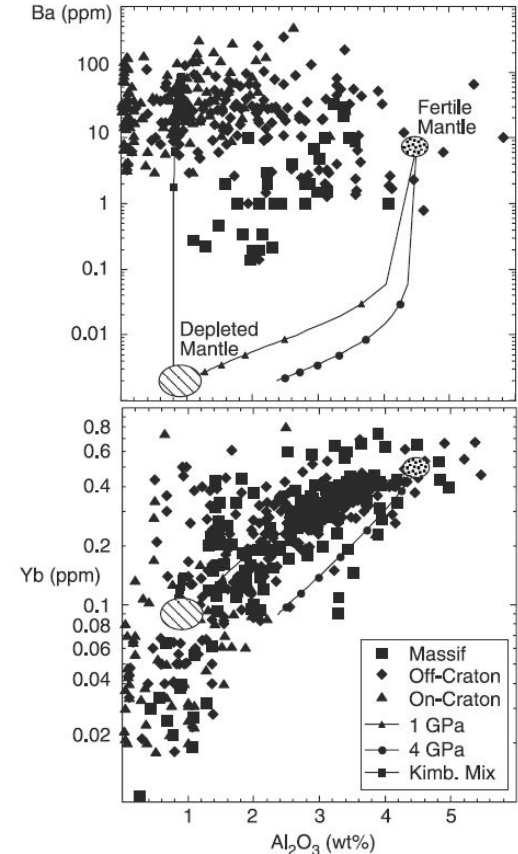 Ba (ppm)
100
10
1
0.1
0.01
Fertile
Mantle
Depleted
Mantle
Yb (ppm)
0.8
0.6
0.4
0.2
0.1
0.08
0.06
0.04
0.02
Massif
Off-Craton
On-Craton
1 GPa
4 GPa
Kimb. Mix
1 2 3 4 5
Al₂O₃ (wt%)